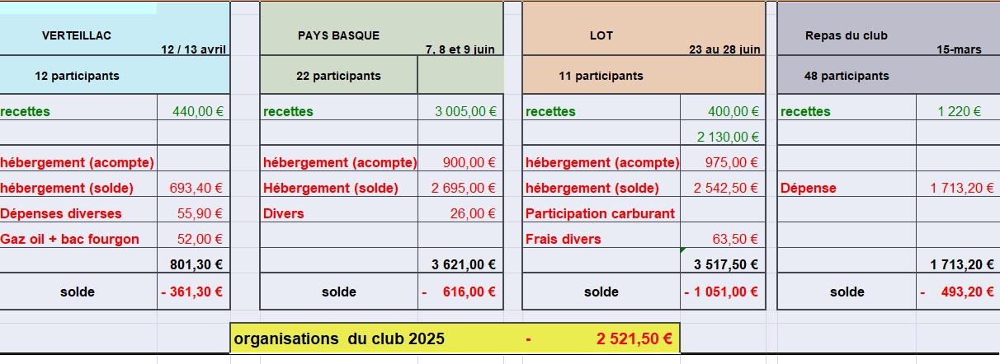 VERTEILLAC 12 / 13 avril PAYS BASQUE 7, 8 et 9 juin LOT 23 au 28 juin Repas du club 15-mars
12 participants 22 participants 11 participants 48 participants
recettes 440,00 € recettes 3 005,00 € recettes 400,00 € recettes 1 220 €
2 130,00 €
hébergement (acompte) hébergement (acompte) 900,00 € hébergement (acompte) 975,00 €
hébergement (solde) 693,40 € Hébergement (solde) 2 695,00 € hébergement (solde) 2 542,50 € Dépense 1 713,20 €
Dépenses diverses 55,90 € Divers 26,00 € Participation carburant
Gaz oil + bac fourgon 52,00 € Frais divers 63,50 €
801,30 € 3 621,00 € 3 517,50 € 1 713,20 €
solde - 361,30 € solde - 616,00 € solde - 1 051,00 € solde - 493,20 €
organisations du club 2025 - 2 521,50 €